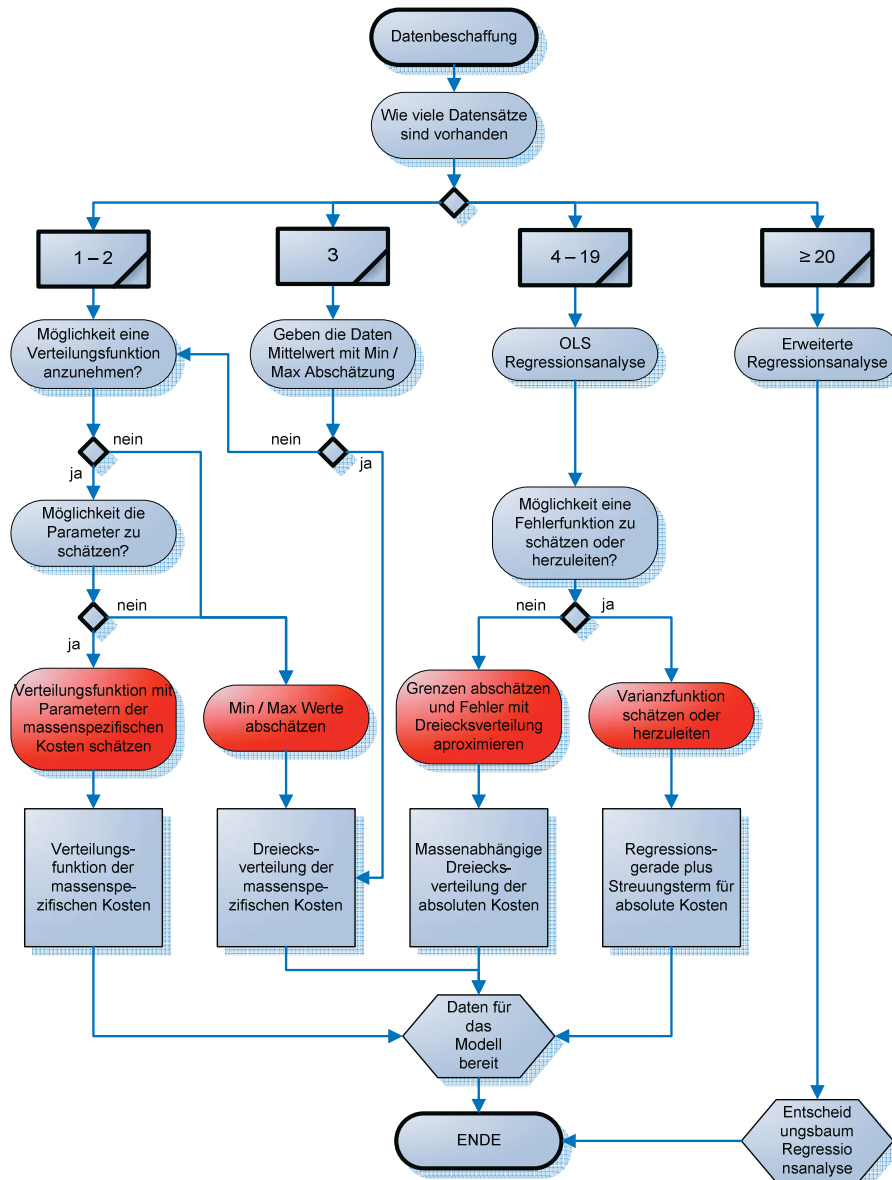 Datenbeschaffung
Wie viele Datensätze
sind vorhanden
1 – 2
3
4 – 19
≥ 20
Möglichkeit eine
Verteilungsfunktion
anzunehmen?
Geben die Daten
Mittelwert mit Min /
Max Abschätzung
OLS
Regressionsanalyse
Erweiterte
Regressionsanalyse
nein
ja
nein
ja
Möglichkeit die
Parameter zu
schätzen?
Möglichkeit eine
Fehlerfunktion zu
schätzen oder
herzuleiten?
nein
ja
nein
ja
Verteilungsfunktion mit
Parametern der
massenspezifischen
Kosten schätzen
Min / Max Werte
abschätzen
Grenzen abschätzen
und Fehler mit
Dreiecksverteilung
aproximieren
Varianzfunktion
schätzen oder
herzuleiten
Verteilungs-
funktion der
massenspe-
zifischen Kosten
Dreiecks-
verteilung der
massenspe-
zifischen Kosten
Massenabhängige
Dreiecks-
verteilung der
absoluten Kosten
Regressions-
gerade plus
Streuungsterm für
absolute Kosten
Daten für
das
Modell
bereit
ENDE
Entscheid
ungsbaum
Regressio
nsanalyse